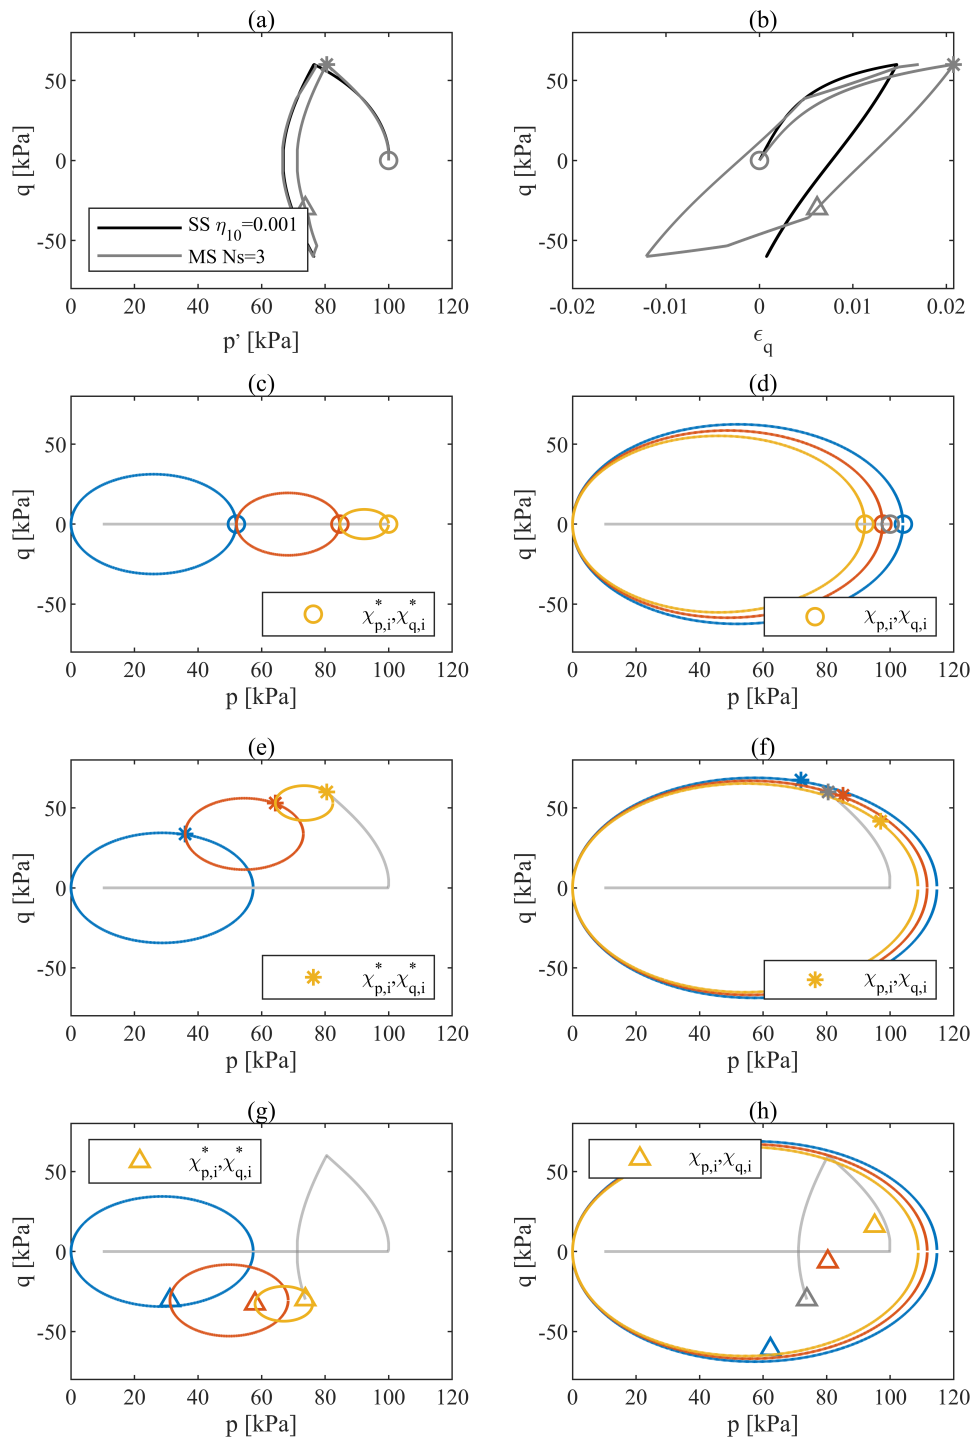 (a)
q [kPa]
50
0
-50
SS η10=0.001
MS Ns=3
0 20 40 60 80 100 120
p' [kPa]
(b)
q [kPa]
50
0
-50
-0.02 -0.01 0 0.01 0.02
ϵq
(c)
q [kPa]
50
0
-50
χ*p,i,χ*q,i
0 20 40 60 80 100 120
p [kPa]
(d)
q [kPa]
50
0
-50
χp,i,χq,i
0 20 40 60 80 100 120
p [kPa]
(e)
q [kPa]
50
0
-50
χ*p,i,χ*q,i
0 20 40 60 80 100 120
p [kPa]
(f)
q [kPa]
50
0
-50
χp,i,χq,i
0 20 40 60 80 100 120
p [kPa]
(g)
χ*p,i,χ*q,i
q [kPa]
50
0
-50
0 20 40 60 80 100 120
p [kPa]
(h)
χp,i,χq,i
q [kPa]
50
0
-50
0 20 40 60 80 100 120
p [kPa]